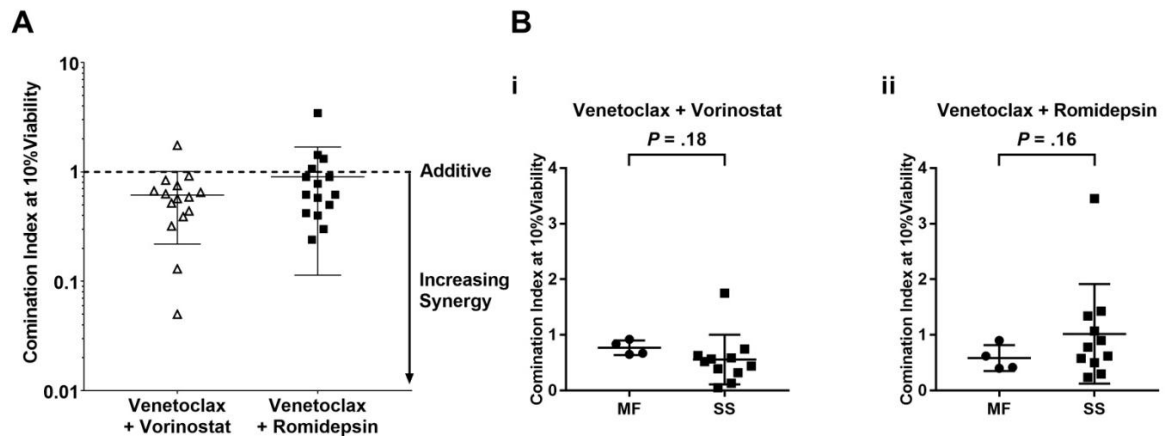 A
Comination Index at 10%Viability
10
1
0.1
0.01
Additive
Increasing
Synergy
Venetoclax
+ Vorinostat
Venetoclax
+ Romidepsin
B
i
Venetoclax + Vorinostat
P = .18
Comination Index at 10%Viability
4
3
2
1
0
MF
SS
ii
Venetoclax + Romidepsin
P = .16
Comination Index at 10%Viability
4
3
2
1
0
MF
SS